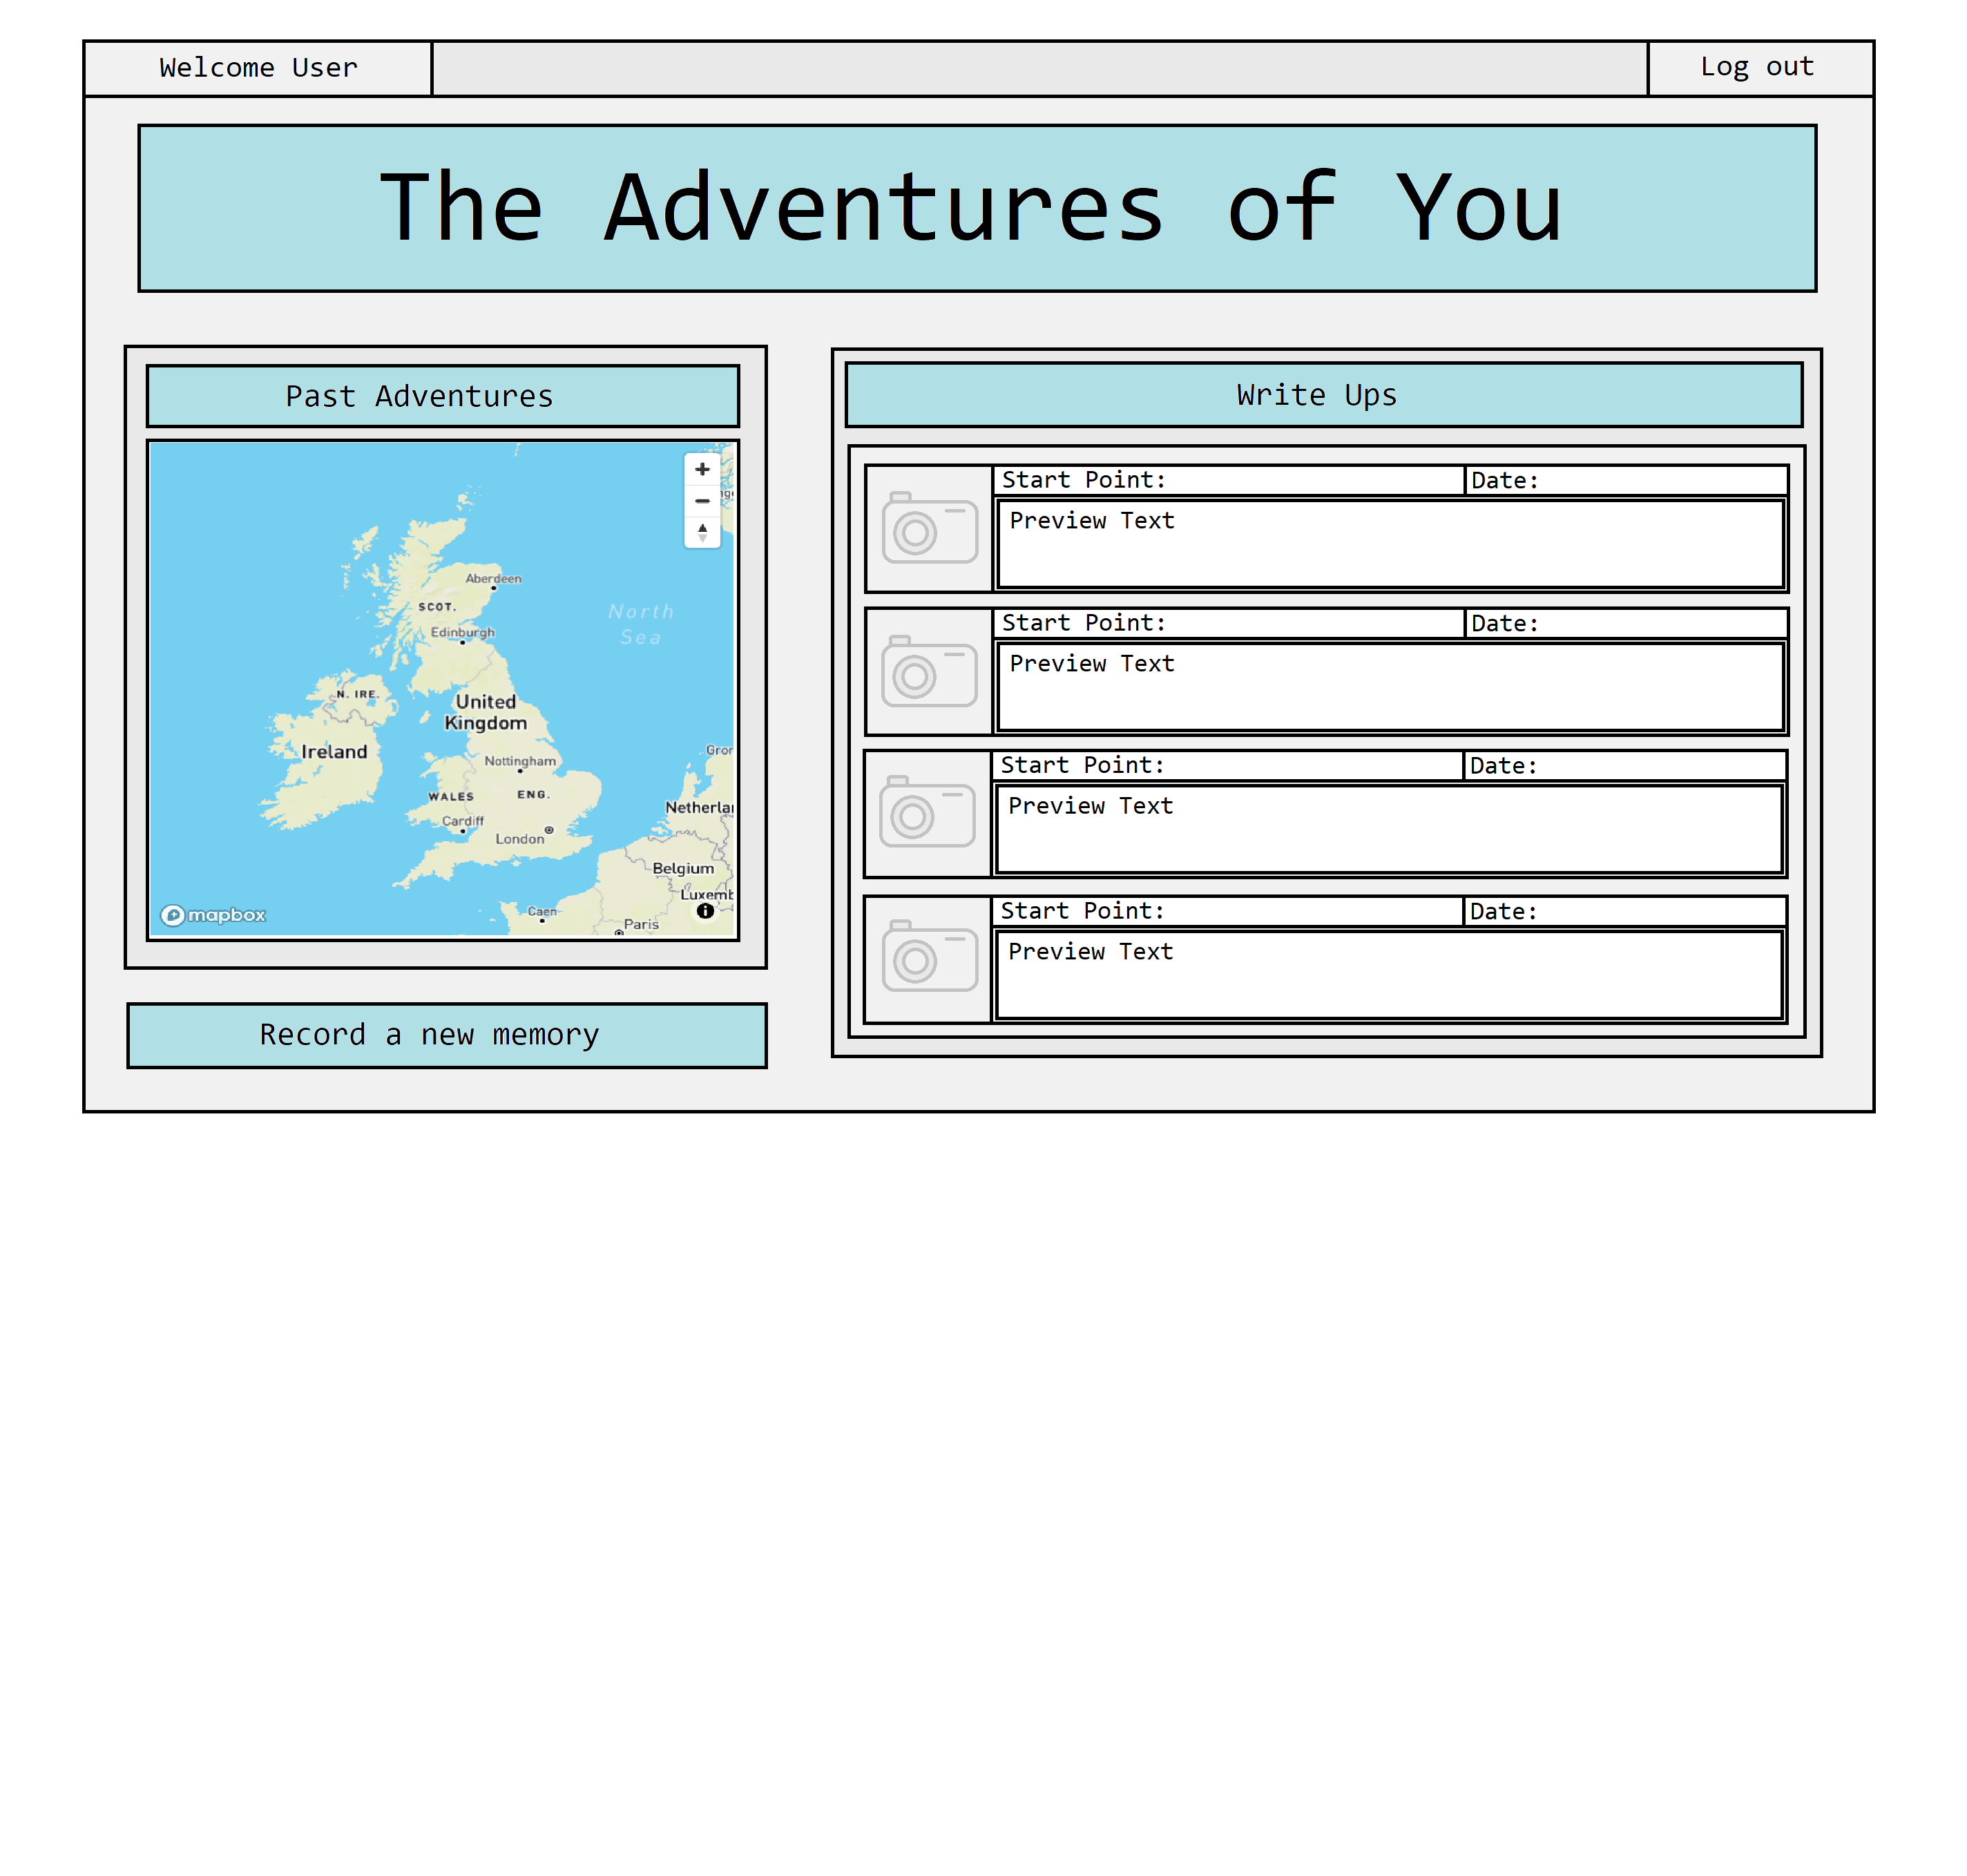 Welcome User
Log out
The Adventures of You
Past Adventures
Aberdeen
SCOT.
North
Sea
Edinburgh
N. IRE.
United
Kingdom
Ireland
Gror
Nottingham
WALES
ENG.
Netherla
Cardiff
London
Belgium
Luxemb
Caen
mapbox
Paris
Record a new memory
Write Ups
Start Point:
Date:
Preview Text
Start Point:
Date:
Preview Text
Start Point:
Date:
Preview Text
Start Point:
Date:
Preview Text